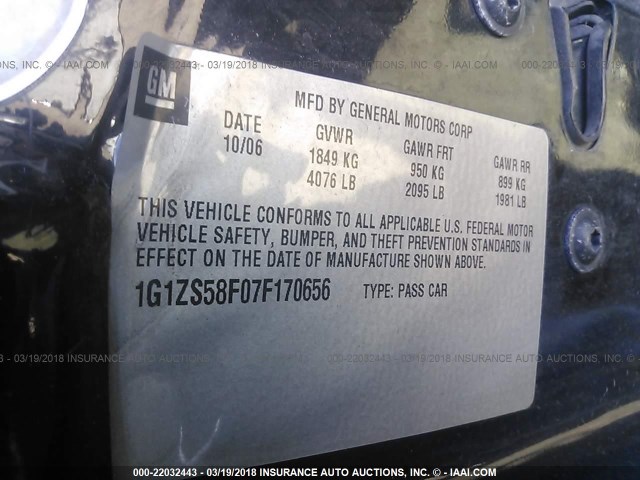 GM
MFD BY GENERAL MOTORS CORP
DATE GVWR GAWR FRT GAWR RR
10/06 1849 KG 950 KG 899 KG
4076 LB 2095 LB 1981 LB
THIS VEHICLE CONFORMS TO ALL APPLICABLE U.S. FEDERAL MOTOR
VEHICLE SAFETY, BUMPER, AND THEFT PREVENTION STANDARDS IN
EFFECT ON THE DATE OF MANUFACTURE SHOWN ABOVE.
1G1ZS58F07F170656 TYPE: PASS CAR
000-22032443 - 03/19/2018 INSURANCE AUTO AUCTIONS, INC. - © IAAI.COM